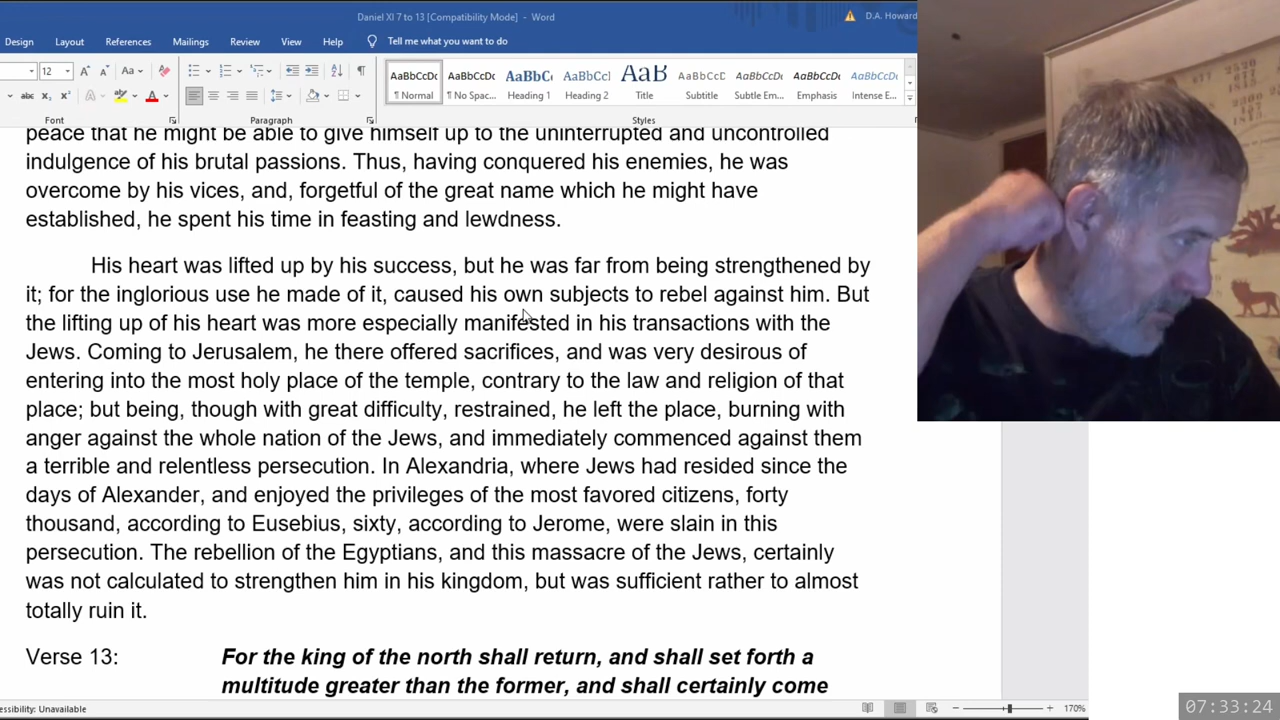 Daniel XI 7 to 13 [Compatibility Mode] - Word
D.A. Howard
Design Layout References Mailings Review View Help Tell me what you want to do
12 Aa
AaBbCcDc AaBbCcDc AaBbC AaBbCcI AaB AaBbCcD AaBbCcDc AaBbCcDc AaBbCcDc
¶ Normal ¶ No Spac... Heading 1 Heading 2 Title Subtitle Subtle Em... Emphasis Intense E...
Font Paragraph Styles
peace that he might be able to give himself up to the uninterrupted and uncontrolled
indulgence of his brutal passions. Thus, having conquered his enemies, he was
overcome by his vices, and, forgetful of the great name which he might have
established, he spent his time in feasting and lewdness.
His heart was lifted up by his success, but he was far from being strengthened by
it; for the inglorious use he made of it, caused his own subjects to rebel against him. But
the lifting up of his heart was more especially manifested in his transactions with the
Jews. Coming to Jerusalem, he there offered sacrifices, and was very desirous of
entering into the most holy place of the temple, contrary to the law and religion of that
place; but being, though with great difficulty, restrained, he left the place, burning with
anger against the whole nation of the Jews, and immediately commenced against them
a terrible and relentless persecution. In Alexandria, where Jews had resided since the
days of Alexander, and enjoyed the privileges of the most favored citizens, forty
thousand, according to Eusebius, sixty, according to Jerome, were slain in this
persecution. The rebellion of the Egyptians, and this massacre of the Jews, certainly
was not calculated to strengthen him in his kingdom, but was sufficient rather to almost
totally ruin it.
Verse 13: For the king of the north shall return, and shall set forth a
multitude greater than the former, and shall certainly come
ssibility: Unavailable
170%
2520
677
07:33:24